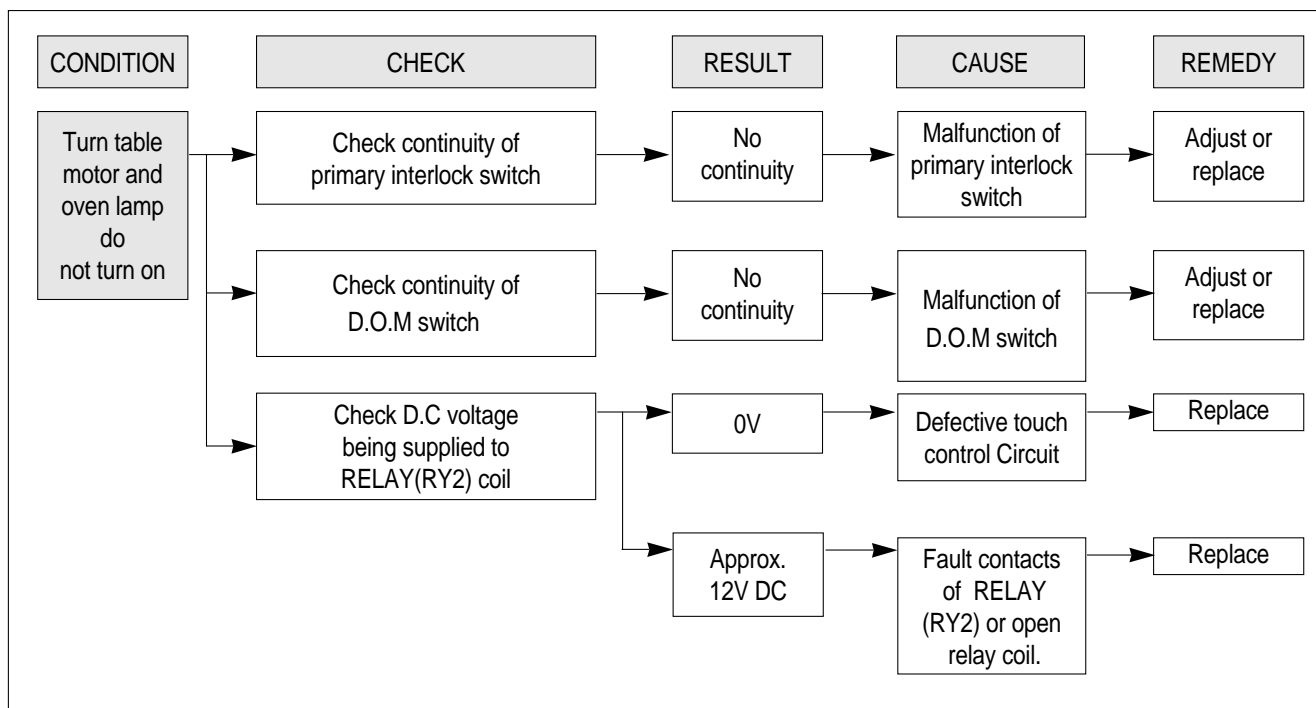 CONDITION
CHECK
RESULT
CAUSE
REMEDY
Turn table
motor and
oven lamp
do
not turn on
Check continuity of
primary interlock switch
No
continuity
Malfunction of
primary interlock
switch
Adjust or
replace
Check continuity of
D.O.M switch
No
continuity
Malfunction of
D.O.M switch
Adjust or
replace
Check D.C voltage
being supplied to
RELAY(RY2) coil
0V
Defective touch
control Circuit
Replace
Approx.
12V DC
Fault contacts
of RELAY
(RY2) or open
relay coil.
Replace